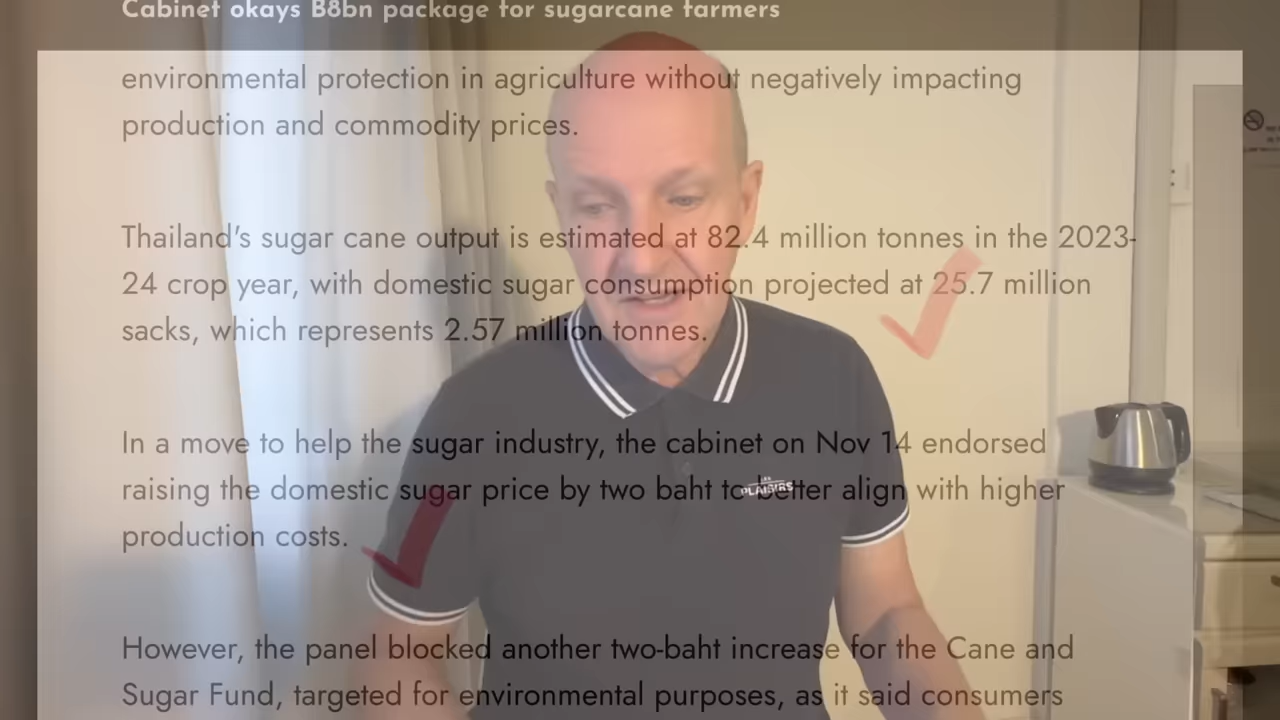 Cabinet okays B8bn package for sugarcane farmers
environmental protection in agriculture without negatively impacting
production and commodity prices.
Thailand's sugar cane output is estimated at 82.4 million tonnes in the 2023-
24 crop year, with domestic sugar consumption projected at 25.7 million
sacks, which represents 2.57 million tonnes.
In a move to help the sugar industry, the cabinet on Nov 14 endorsed
raising the domestic sugar price by two baht to better align with higher
production costs.
PLAISIRS
However, the panel blocked another two-baht increase for the Cane and
Sugar Fund, targeted for environmental purposes, as it said consumers